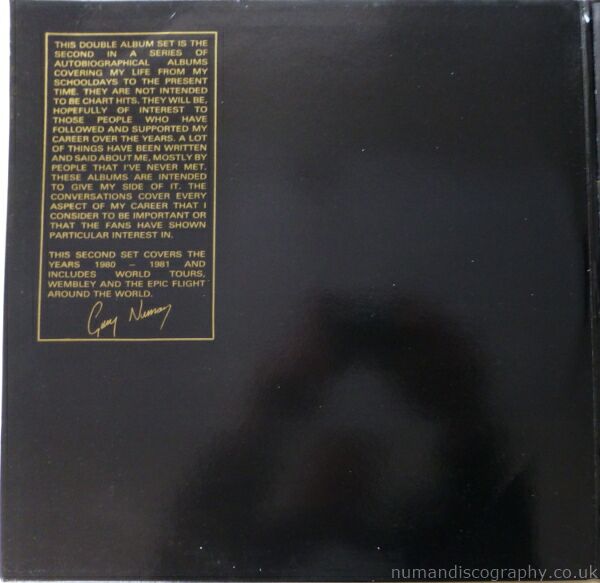 THIS DOUBLE ALBUM SET IS THE
SECOND IN A SERIES OF
AUTOBIOGRAPHICAL ALBUMS
COVERING MY LIFE FROM MY
SCHOOLDAYS TO THE PRESENT
TIME. THEY ARE NOT INTENDED
TO BE CHART HITS. THEY WILL BE,
HOPEFULLY OF INTEREST TO
THOSE PEOPLE WHO HAVE
FOLLOWED AND SUPPORTED MY
CAREER OVER THE YEARS. A LOT
OF THINGS HAVE BEEN WRITTEN
AND SAID ABOUT ME, MOSTLY BY
PEOPLE THAT I'VE NEVER MET.
THESE ALBUMS ARE INTENDED
TO GIVE MY SIDE OF IT. THE
CONVERSATIONS COVER EVERY
ASPECT OF MY CAREER THAT I
CONSIDER TO BE IMPORTANT OR
THAT THE FANS HAVE SHOWN
PARTICULAR INTEREST IN.
THIS SECOND SET COVERS THE
YEARS 1980 – 1981 AND
INCLUDES WORLD TOURS,
WEMBLEY AND THE EPIC FLIGHT
AROUND THE WORLD.
Gary Numan
numandiscography.co.uk